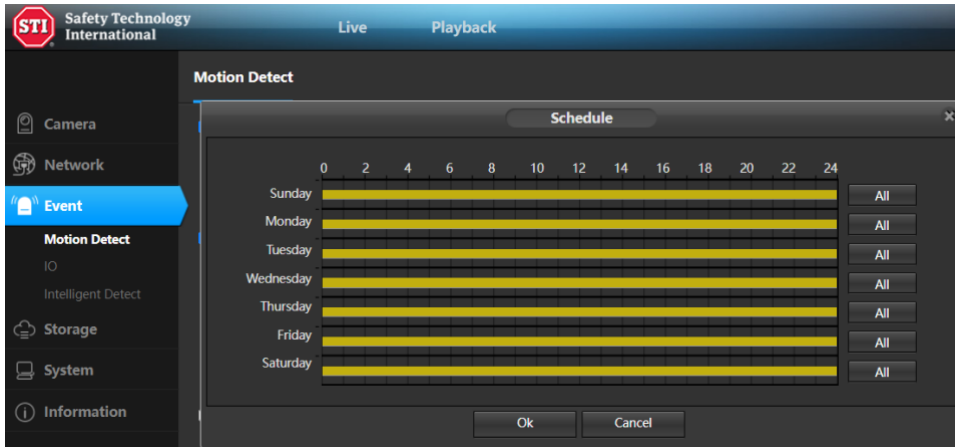 STI
Safety Technology
International
Live
Playback
Motion Detect
Camera
Network
Event
Motion Detect
IO
Intelligent Detect
Storage
System
Information
Schedule
0 2 4 6 8 10 12 14 16 18 20 22 24
Sunday All
Monday All
Tuesday All
Wednesday All
Thursday All
Friday All
Saturday All
Ok
Cancel